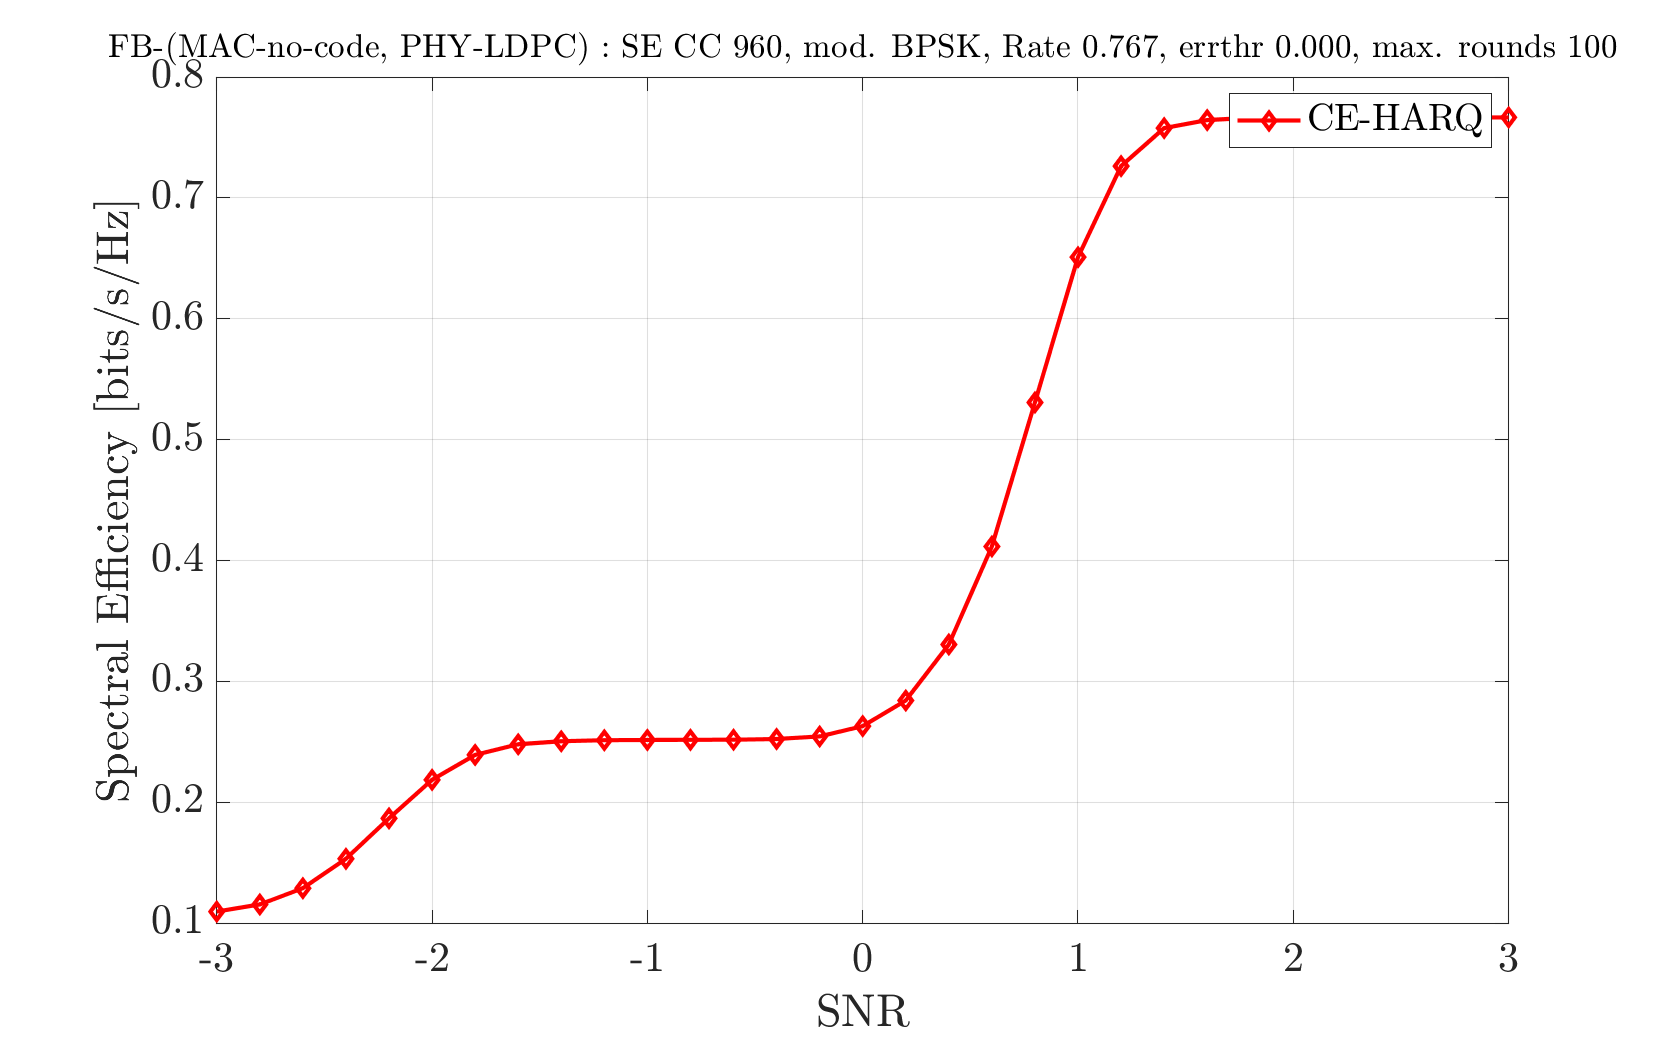 FB-(MAC-no-code, PHY-LDPC) : SE CC 960, mod. BPSK, Rate 0.767, errthr 0.000, max. rounds 100
CE-HARQ
Spectral Efficiency [bits/s/Hz]
0.8
0.7
0.6
0.5
0.4
0.3
0.2
0.1
-3 -2 -1 0 1 2 3
SNR